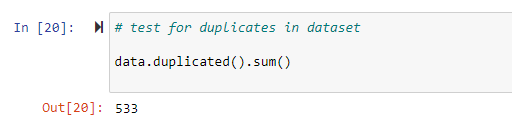 In [20]: # test for duplicates in dataset
data.duplicated().sum()
Out[20]: 533